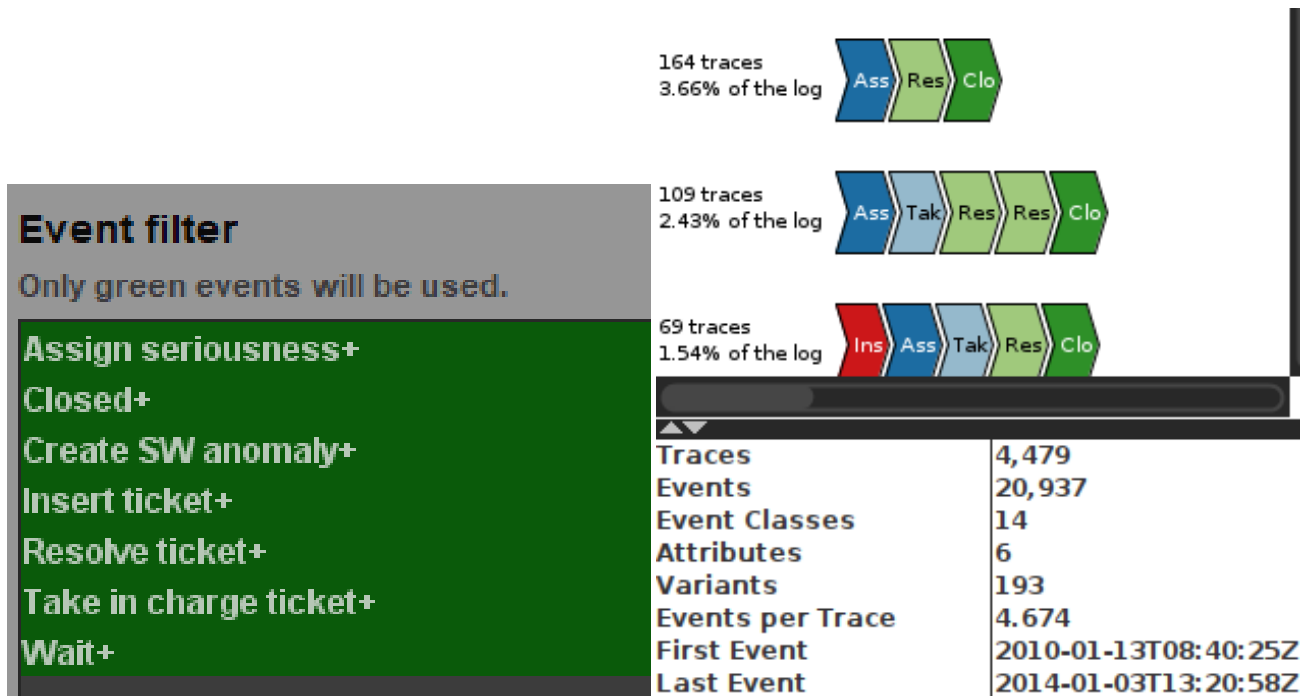 Event filter
Only green events will be used.
Assign seriousness+
Closed+
Create SW anomaly+
Insert ticket+
Resolve ticket+
Take in charge ticket+
Wait+
164 traces
3.66% of the log
Ass Res Clo
109 traces
2.43% of the log
Ass Tak Res Res Clo
69 traces
1.54% of the log
Ins Ass Tak Res Clo
Traces 4,479
Events 20,937
Event Classes 14
Attributes 6
Variants 193
Events per Trace 4.674
First Event 2010-01-13T08:40:25Z
Last Event 2014-01-03T13:20:58Z